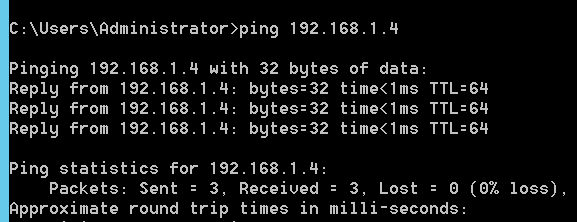 C:\Users\Administrator>ping 192.168.1.4
Pinging 192.168.1.4 with 32 bytes of data:
Reply from 192.168.1.4: bytes=32 time<1ms TTL=64
Reply from 192.168.1.4: bytes=32 time<1ms TTL=64
Reply from 192.168.1.4: bytes=32 time<1ms TTL=64
Ping statistics for 192.168.1.4:
Packets: Sent = 3, Received = 3, Lost = 0 (0% loss),
Approximate round trip times in milli-seconds: